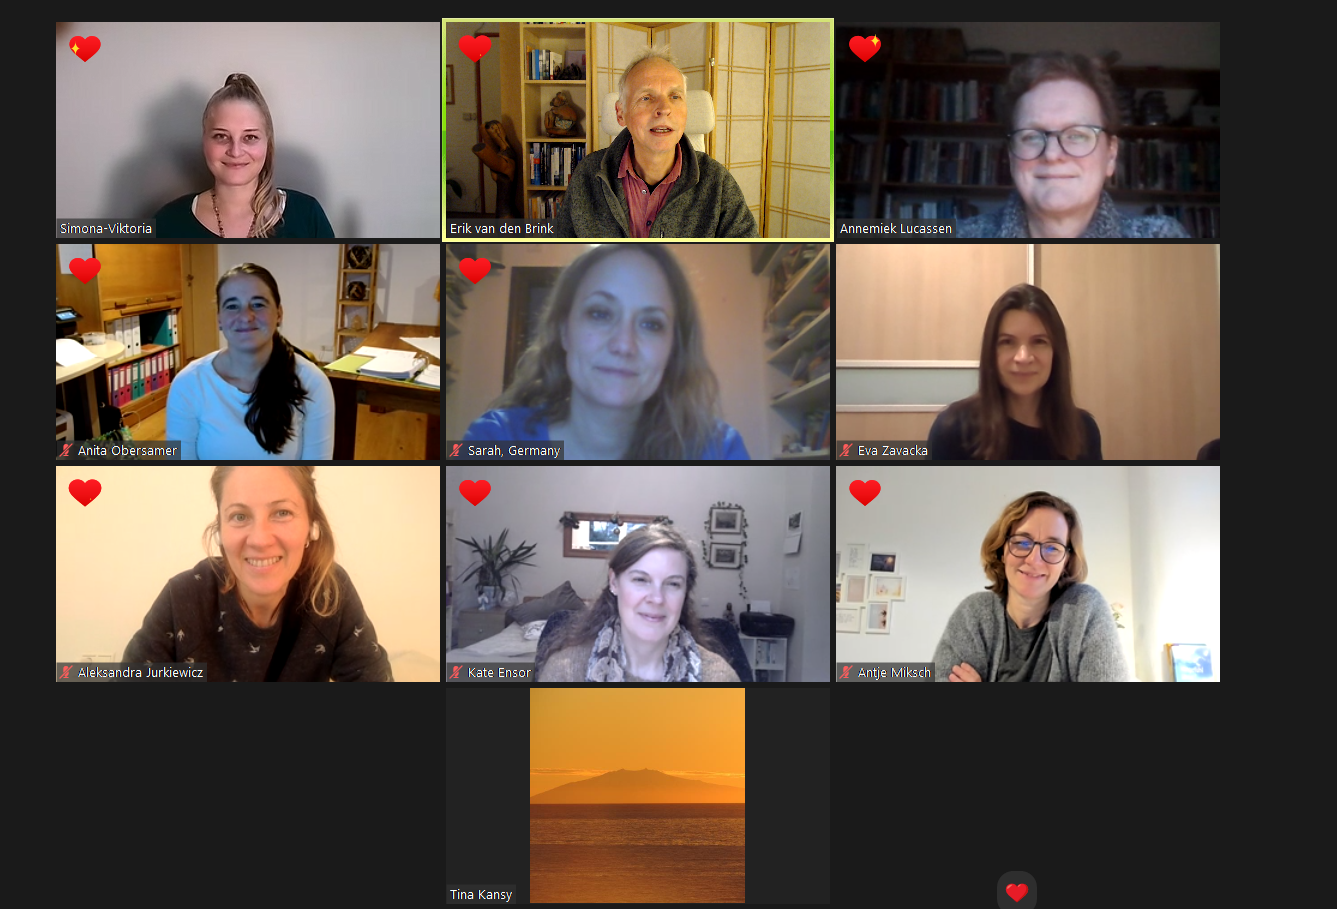 Simona-Viktoria
Erik van den Brink
Annemiek Lucassen
Anita Obersamer
Sarah, Germany
Eva Zavacka
Aleksandra Jurkiewicz
Kate Ensor
Antje Miksch
Tina Kansy